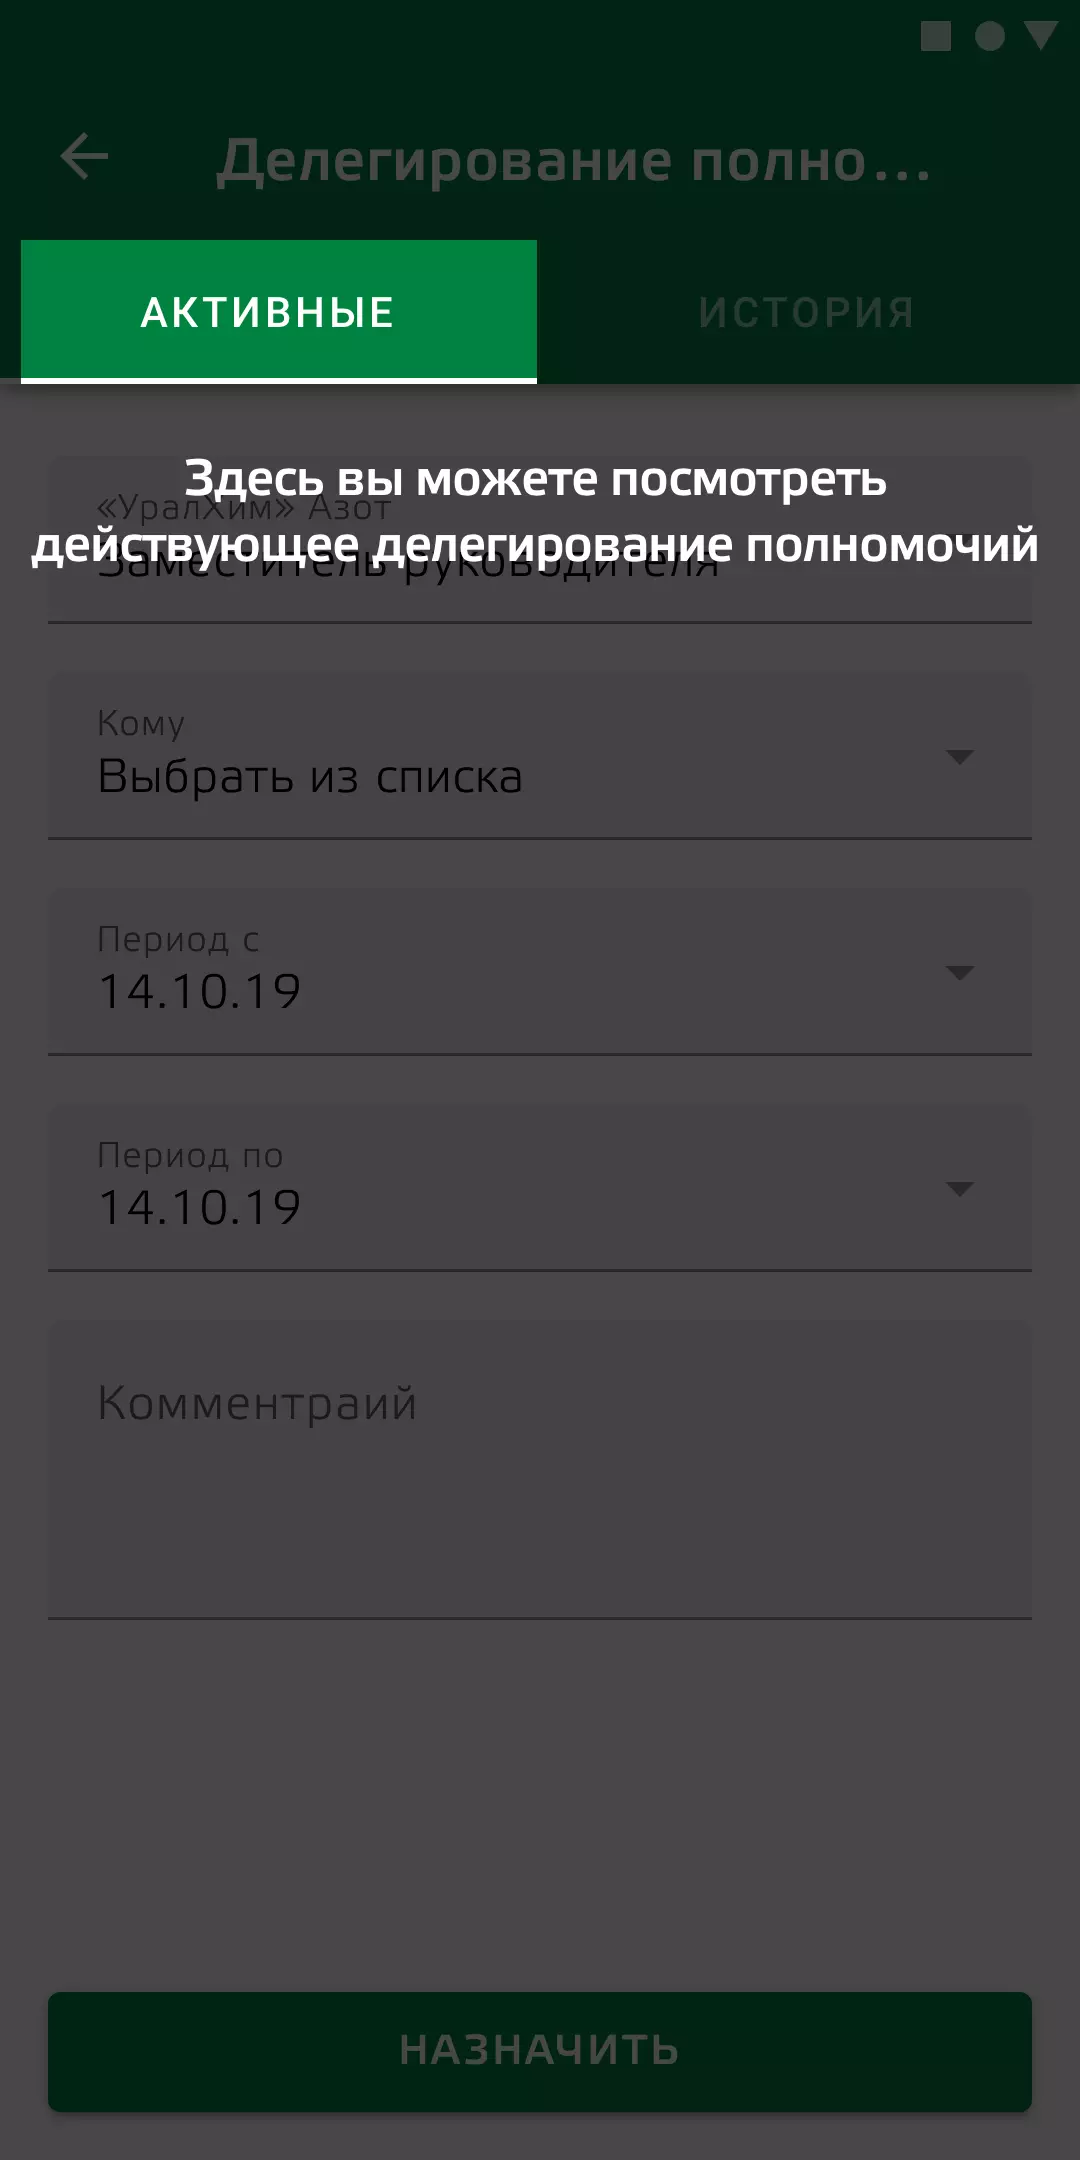 Делегирование полно...
АКТИВНЫЕ
ИСТОРИЯ
Здесь вы можете посмотреть
«УралХим» Азот
действующее делегирование полномочий
Заместитель руководителя
Кому
Выбрать из списка
Период с
14.10.19
Период по
14.10.19
Комментраий
НАЗНАЧИТЬ